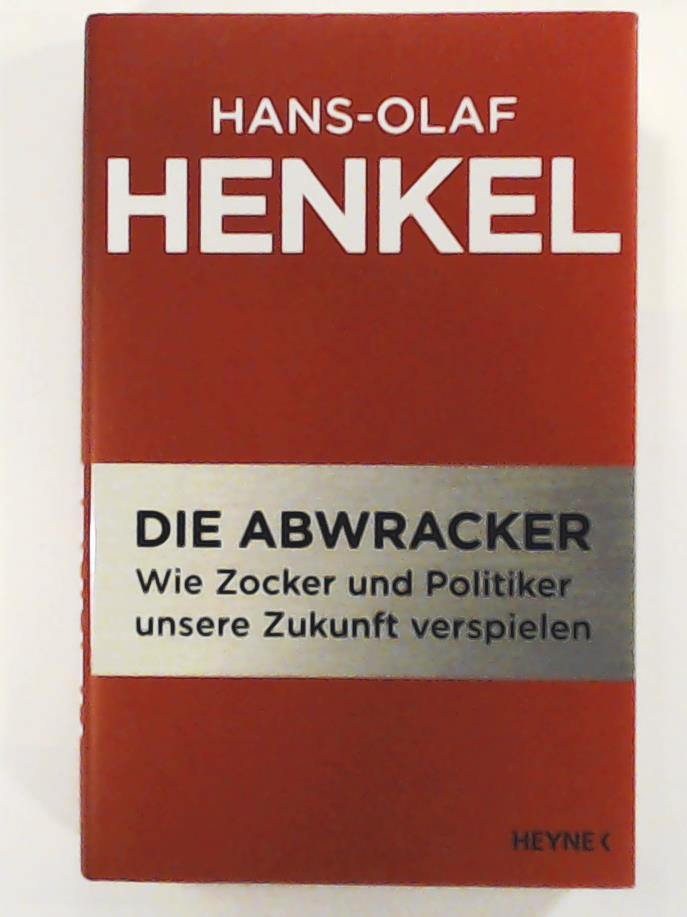 HANS-OLAF
HENKEL
DIE ABWRACKER
Wie Zocker und Politiker
unsere Zukunft verspielen
HEYNE <